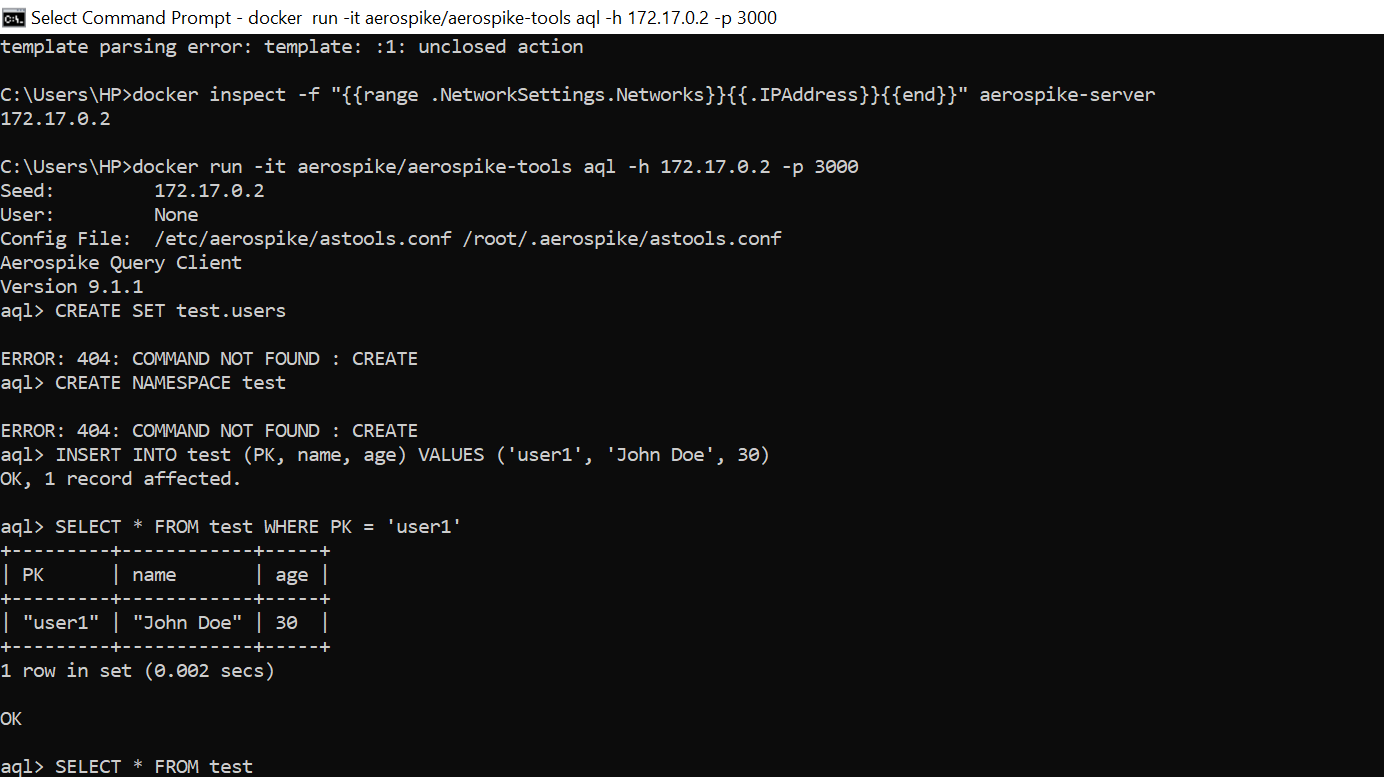 Select Command Prompt - docker  run -it aerospike/aerospike-tools aql -h 172.17.0.2 -p 3000
template parsing error: template: :1: unclosed action
C:\Users\HP>docker inspect -f "{{range .NetworkSettings.Networks}}{{.IPAddress}}{{end}}" aerospike-server
172.17.0.2
C:\Users\HP>docker run -it aerospike/aerospike-tools aql -h 172.17.0.2 -p 3000
Seed:         172.17.0.2
User:         None
Config File:  /etc/aerospike/astools.conf /root/.aerospike/astools.conf
Aerospike Query Client
Version 9.1.1
aql> CREATE SET test.users
ERROR: 404: COMMAND NOT FOUND : CREATE
aql> CREATE NAMESPACE test
ERROR: 404: COMMAND NOT FOUND : CREATE
aql> INSERT INTO test (PK, name, age) VALUES ('user1', 'John Doe', 30)
OK, 1 record affected.
aql> SELECT * FROM test WHERE PK = 'user1'
+---------+------------+-----+
| PK      | name       | age |
+---------+------------+-----+
| "user1" | "John Doe" | 30  |
+---------+------------+-----+
1 row in set (0.002 secs)
OK
aql> SELECT * FROM test